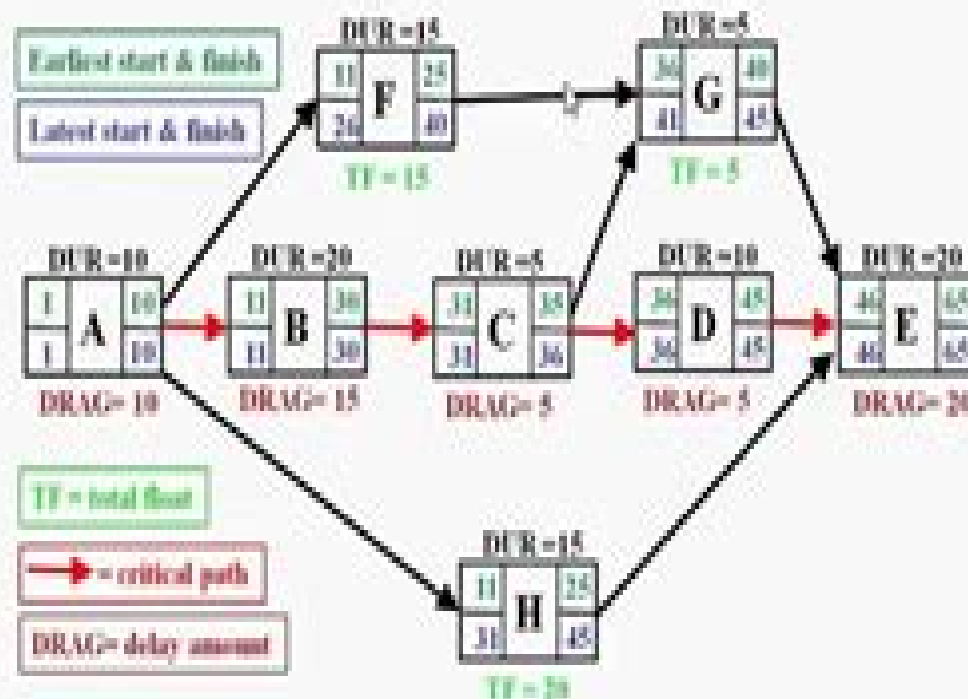 DUR =15
DUR =5
Earliest start & finish
11 F 25
26 40
36 G 40
41 45
Latest start & finish
TF = 15
TF = 5
DUR =10
DUR =20
DUR =5
DUR =10
DUR =20
1 A 10
1 10
11 B 30
11 30
31 C 35
31 36
36 D 45
36 45
46 E 65
46 65
DRAG= 10
DRAG= 15
DRAG= 5
DRAG= 5
DRAG= 20
TF = total float
= critical path
DRAG= delay amount
DUR =15
11 H 25
31 45
TF = 20